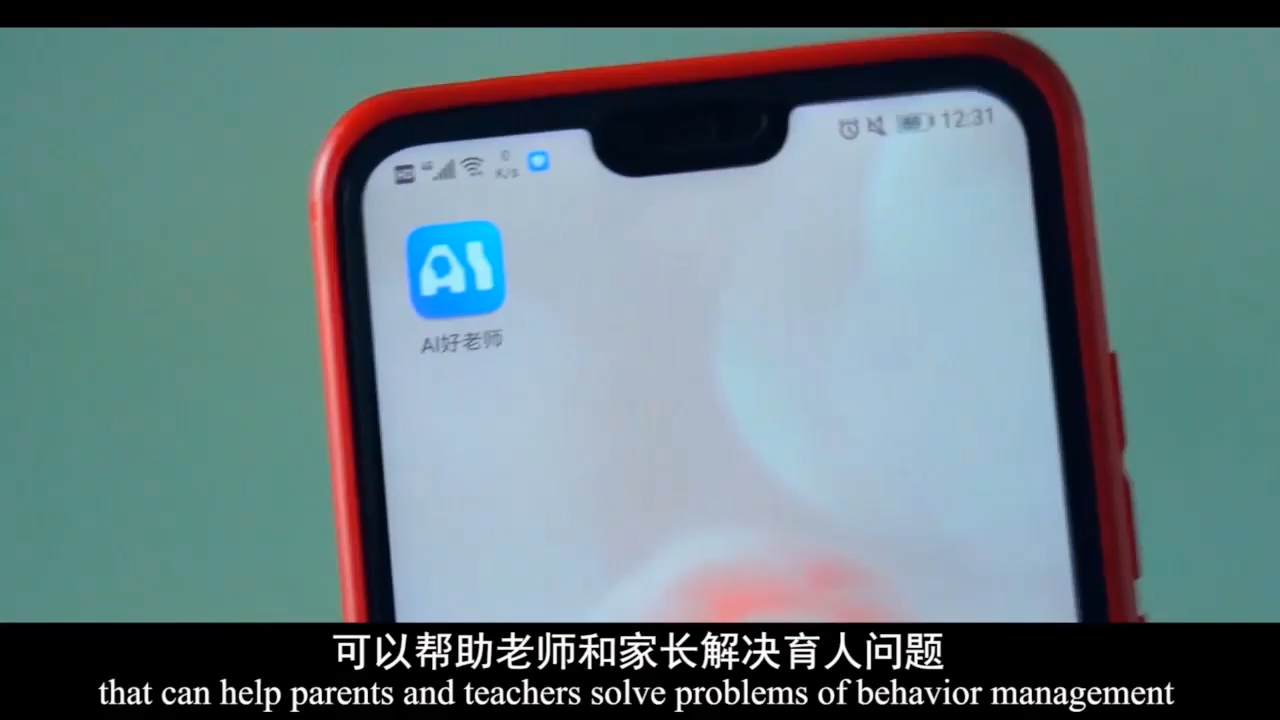 0
K/s
12:31
AI
AI好老师
可以帮助老师和家长解决育人问题
that can help parents and teachers solve problems of behavior management